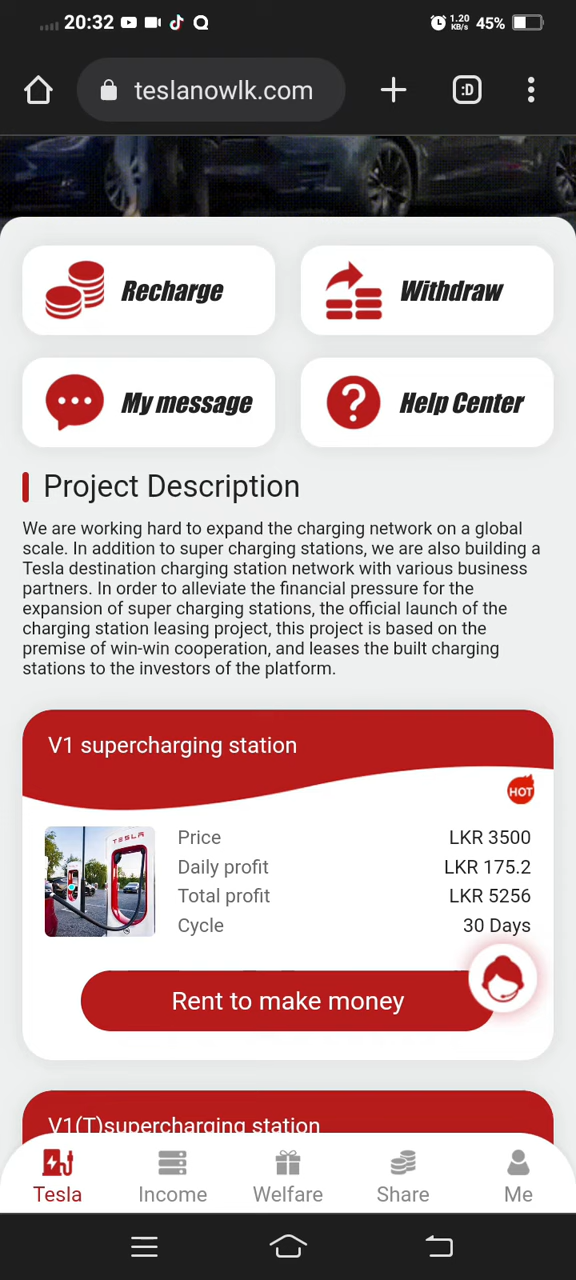 20:32
1.20
KB/s
45%
teslanowlk.com
:D
Recharge
Withdraw
My message
Help Center
Project Description
We are working hard to expand the charging network on a global
scale. In addition to super charging stations, we are also building a
Tesla destination charging station network with various business
partners. In order to alleviate the financial pressure for the
expansion of super charging stations, the official launch of the
charging station leasing project, this project is based on the
premise of win-win cooperation, and leases the built charging
stations to the investors of the platform.
V1 supercharging station
HOT
TESLA
Price LKR 3500
Daily profit LKR 175.2
Total profit LKR 5256
Cycle 30 Days
Rent to make money
V1(T)supercharging station
Tesla Income Welfare Share Me